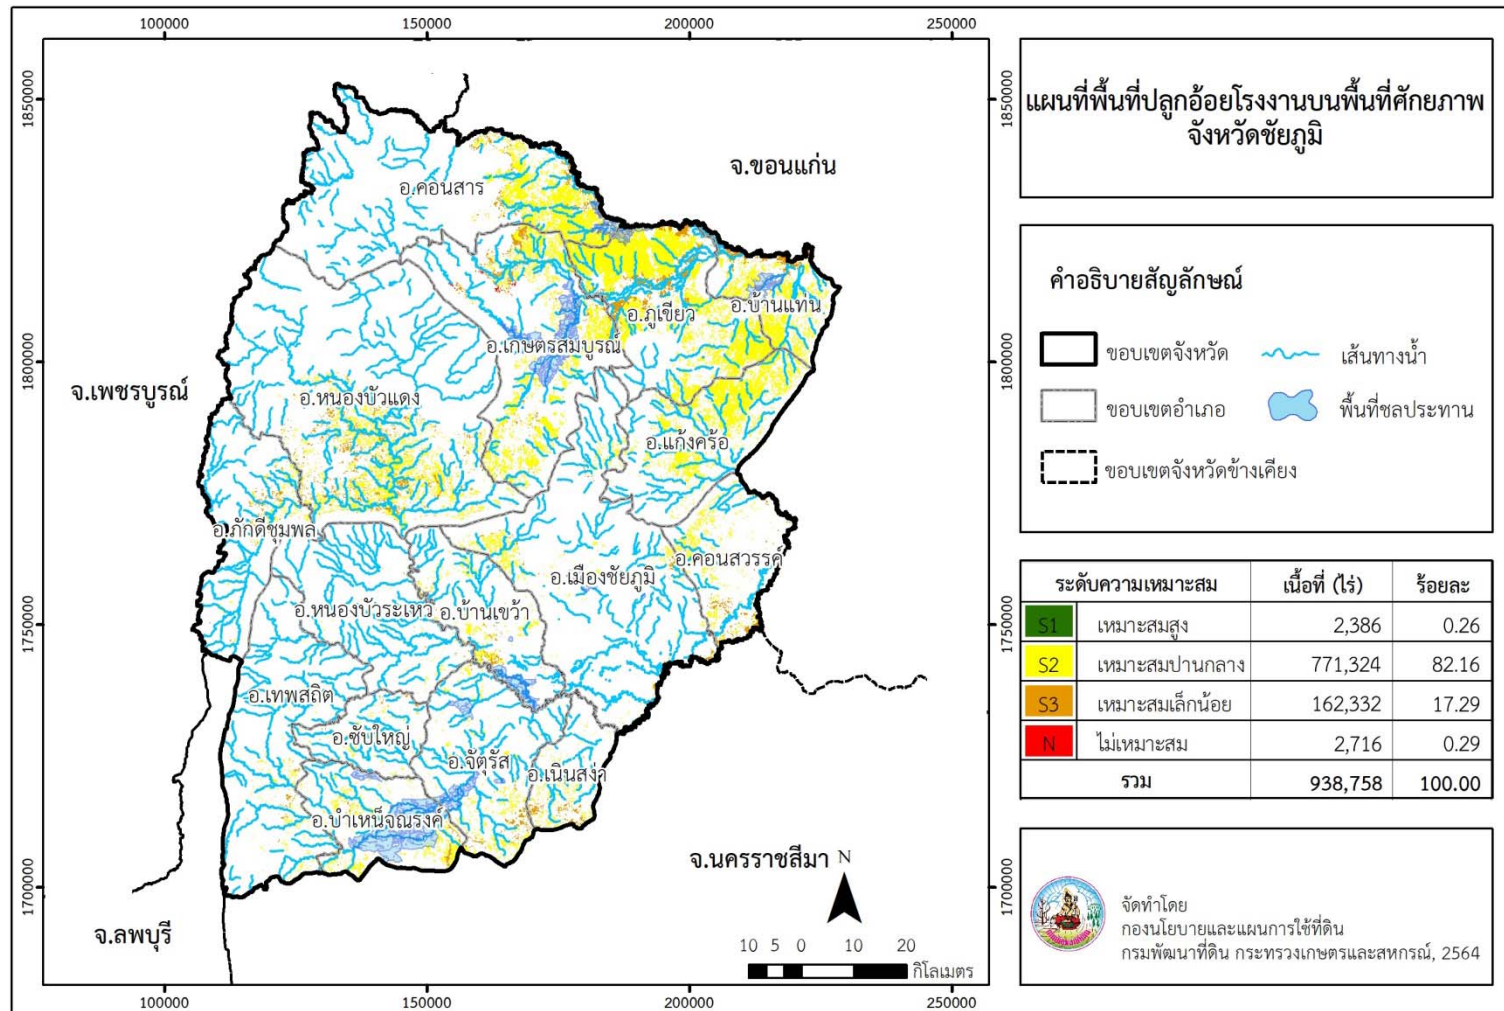 100000 150000 200000 250000
1850000
1800000
1750000
1700000
จ.ขอนแก่น
จ.เพชรบูรณ์
จ.นครราชสีมา
จ.ลพบุรี
อ.คอนสาร
อ.ภูเขียว
อ.บ้านแท่น
อ.เกษตรสมบูรณ์
อ.หนองบัวแดง
อ.แก้งคร้อ
อ.ภักดีชุมพล
อ.คอนสวรรค์
อ.เมืองชัยภูมิ
อ.หนองบัวระเหว
อ.บ้านเขว้า
อ.เทพสถิต
อ.ซับใหญ่
อ.จัตุรัส
อ.เนินสง่า
อ.บำเหน็จณรงค์
N
10 5 0 10 20
กิโลเมตร
1850000
1800000
1750000
1700000
100000 150000 200000 250000
แผนที่พื้นที่ปลูกอ้อยโรงงานบนพื้นที่ศักยภาพ
จังหวัดชัยภูมิ
คำอธิบายสัญลักษณ์
ขอบเขตจังหวัด เส้นทางน้ำ
ขอบเขตอำเภอ พื้นที่ชลประทาน
ขอบเขตจังหวัดข้างเคียง
ระดับความเหมาะสม เนื้อที่ (ไร่) ร้อยละ
S1 เหมาะสมสูง 2,386 0.26
S2 เหมาะสมปานกลาง 771,324 82.16
S3 เหมาะสมเล็กน้อย 162,332 17.29
N ไม่เหมาะสม 2,716 0.29
รวม 938,758 100.00
จัดทำโดย
กองนโยบายและแผนการใช้ที่ดิน
กรมพัฒนาที่ดิน กระทรวงเกษตรและสหกรณ์, 2564